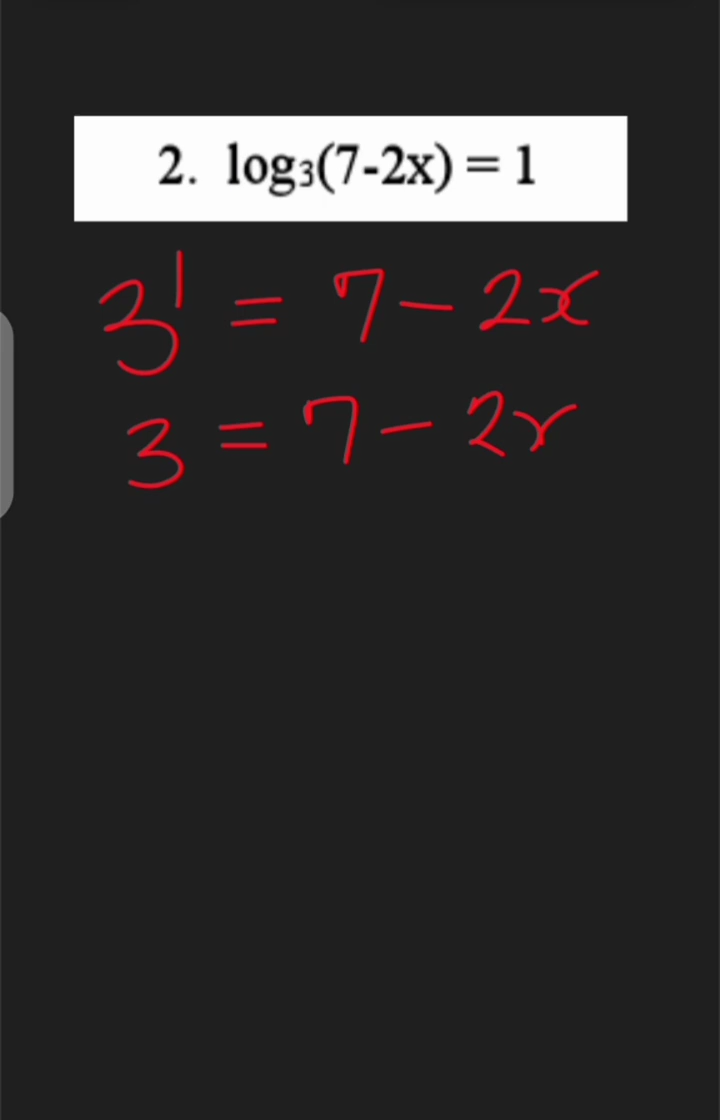 2. log₃(7-2x) = 1
3¹ = 7 - 2x
3 = 7 - 2x